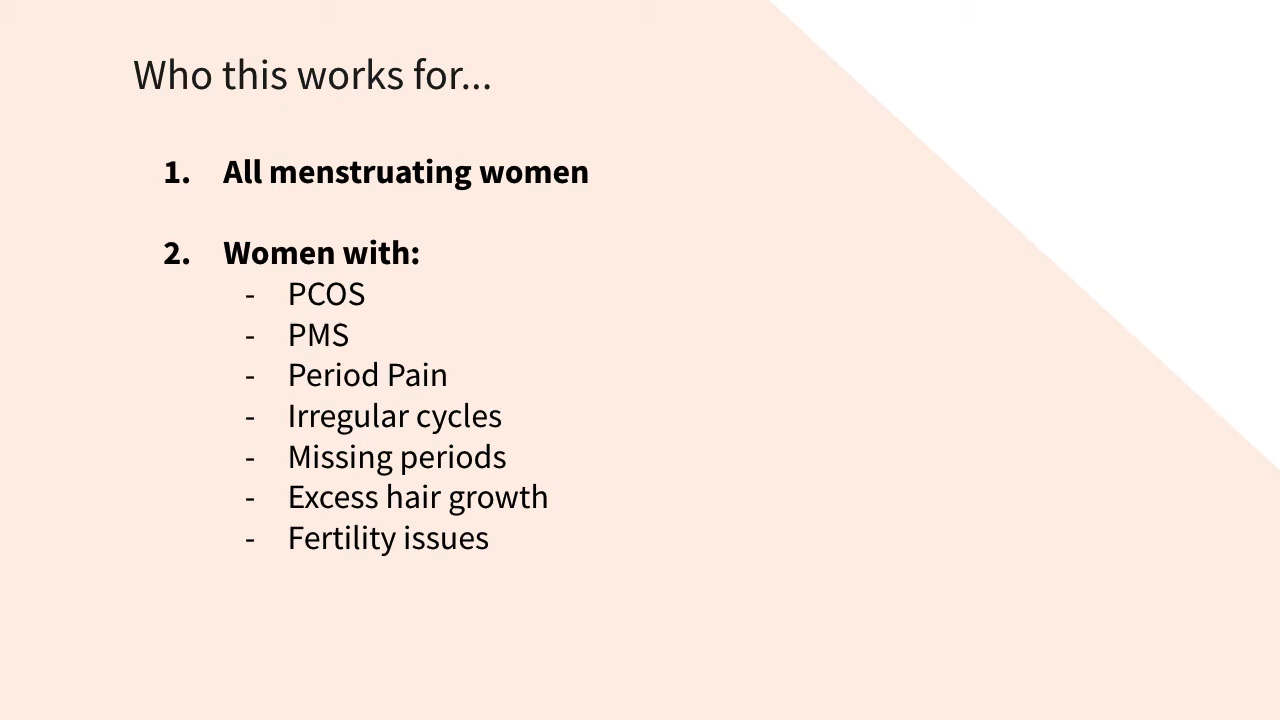 Who this works for...
1. All menstruating women
2. Women with:
- PCOS
- PMS
- Period Pain
- Irregular cycles
- Missing periods
- Excess hair growth
- Fertility issues